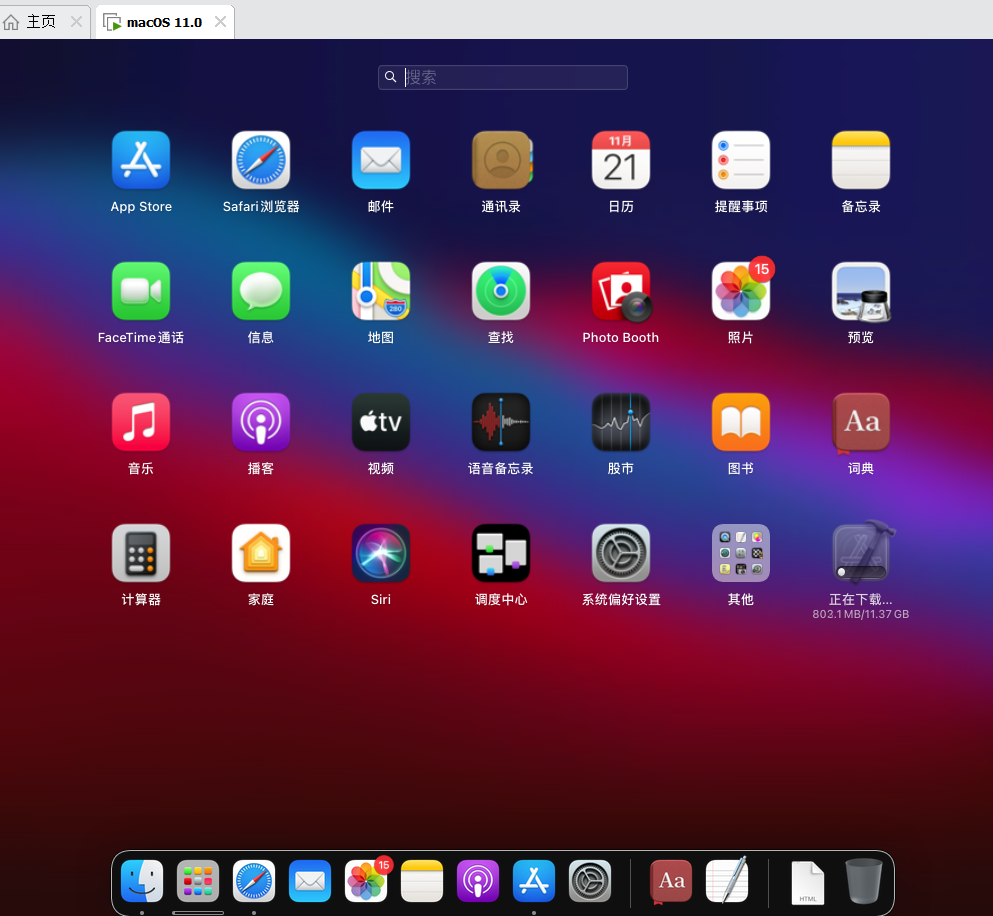 主页
macOS 11.0
搜索
11月
21
App Store
Safari浏览器
邮件
通讯录
日历
提醒事项
备忘录
280
15
FaceTime通话
信息
地图
查找
Photo Booth
照片
预览
tv
Aa
音乐
播客
视频
语音备忘录
股市
图书
词典
计算器
家庭
Siri
调度中心
系统偏好设置
其他
正在下载...
802.1 MB/11.37 GB
15
Aa
HTML